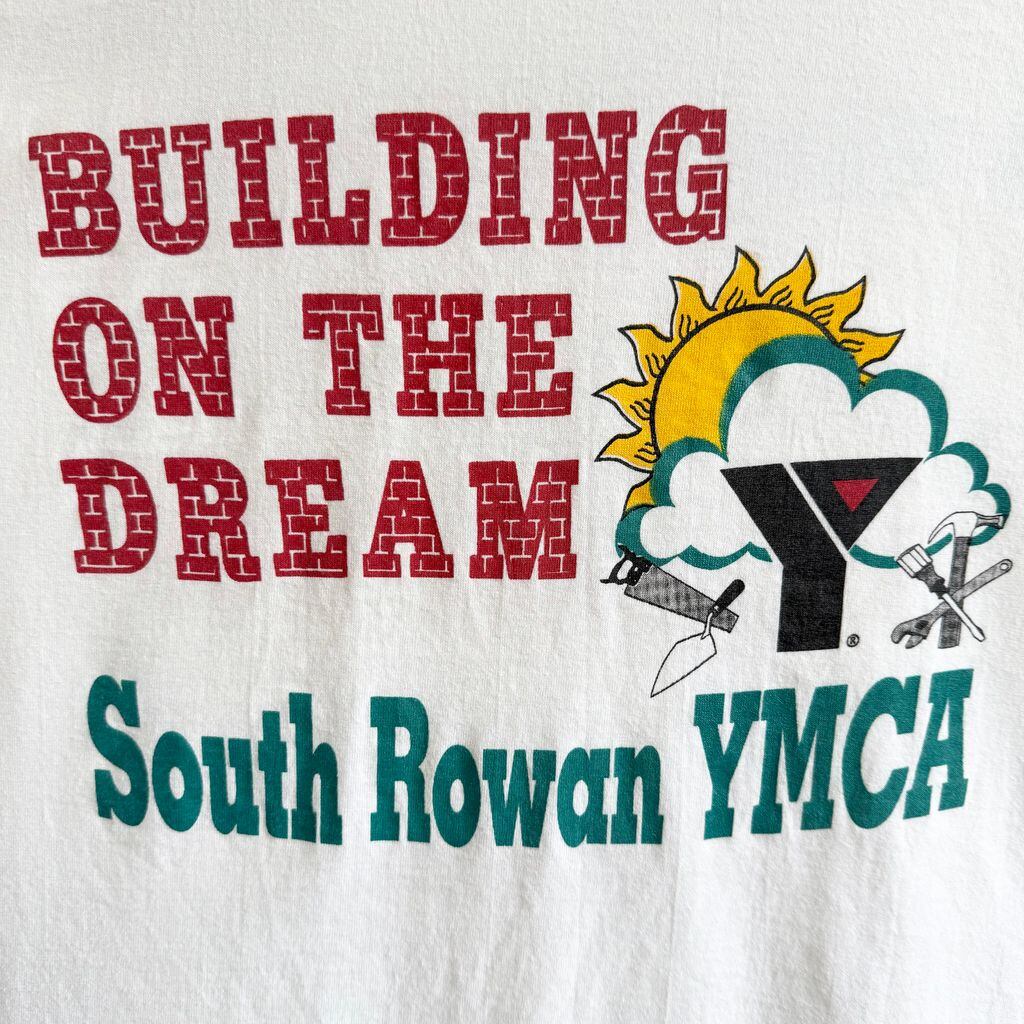 BUILDING
ON THE
DREAM
Y®
South Rowan YMCA